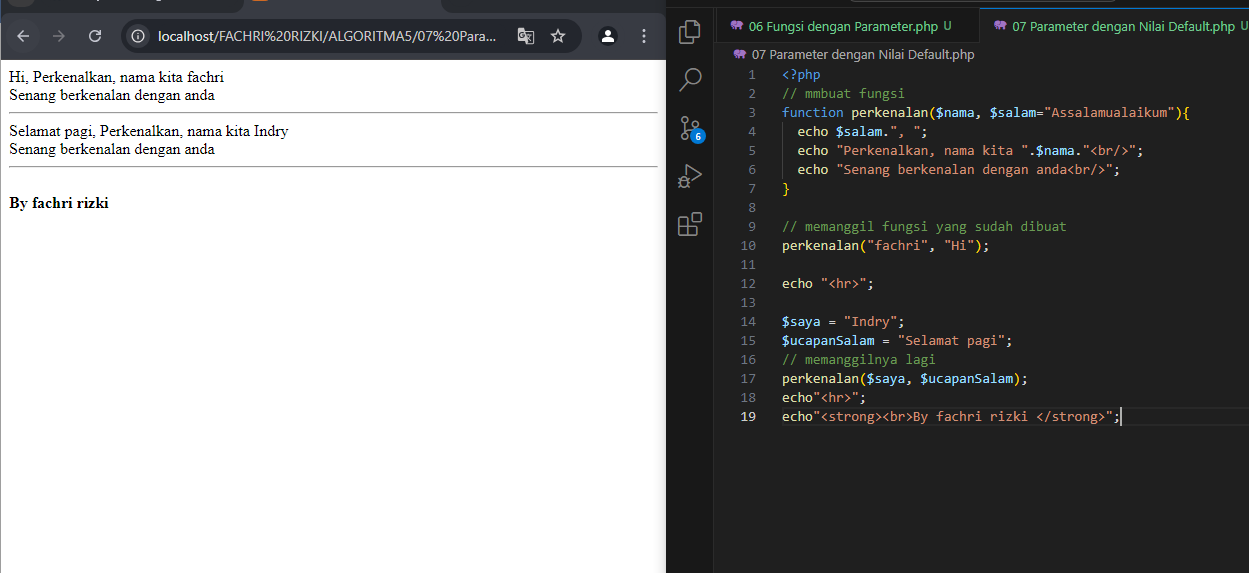 localhost/FACHRI%20RIZKI/ALGORITMA5/07%20Para...
Hi, Perkenalkan, nama kita fachri
Senang berkenalan dengan anda
Selamat pagi, Perkenalkan, nama kita Indry
Senang berkenalan dengan anda
By fachri rizki
6
06 Fungsi dengan Parameter.php U
07 Parameter dengan Nilai Default.php U
07 Parameter dengan Nilai Default.php
1 <?php
2 // mmbuat fungsi
3 function perkenalan($nama, $salam="Assalamualaikum"){
4 echo $salam.", ";
5 echo "Perkenalkan, nama kita ".$nama."<br/>";
6 echo "Senang berkenalan dengan anda<br/>";
7 }
8
9 // memanggil fungsi yang sudah dibuat
10 perkenalan("fachri", "Hi");
11
12 echo "<hr>";
13
14 $saya = "Indry";
15 $ucapanSalam = "Selamat pagi";
16 // memanggilnya lagi
17 perkenalan($saya, $ucapanSalam);
18 echo"<hr>";
19 echo"<strong><br>By fachri rizki </strong>";